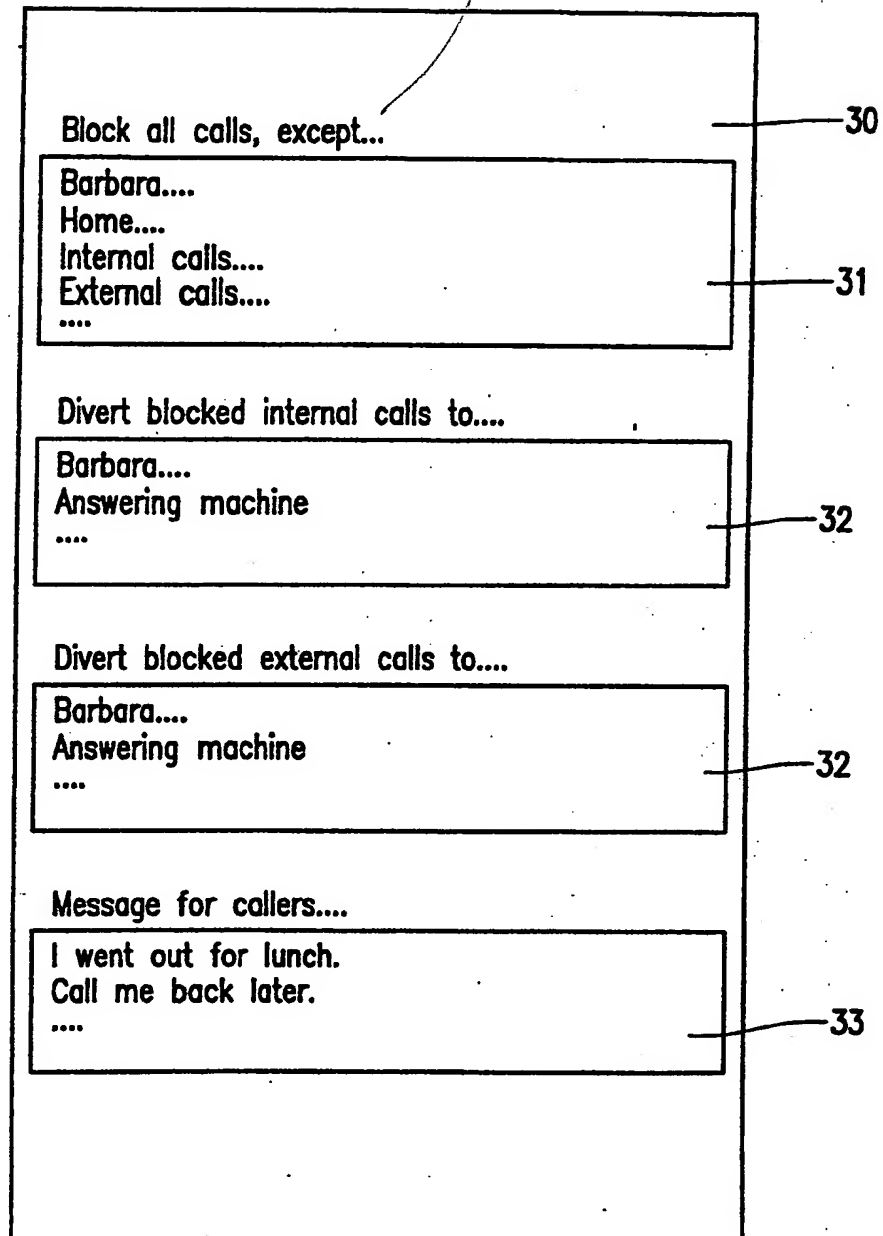 Block all calls, except...
30
Barbara....
Home....
Internal calls....
External calls....
....
31
Divert blocked internal calls to....
Barbara....
Answering machine
....
32
Divert blocked external calls to....
Barbara....
Answering machine
....
32
Message for callers....
I went out for lunch.
Call me back later.
....
33